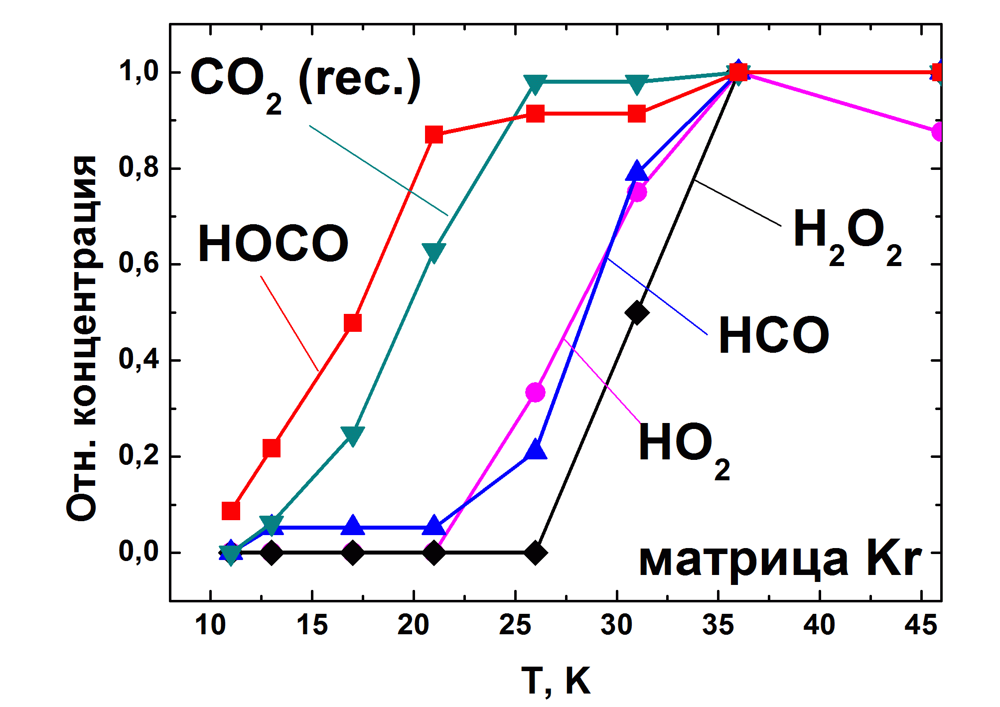 CO2 (rec.)
HOCO
H2O2
HCO
HO2
матрица Kr
Отн. концентрация
1,0
0,8
0,6
0,4
0,2
0,0
10 15 20 25 30 35 40 45
T, K